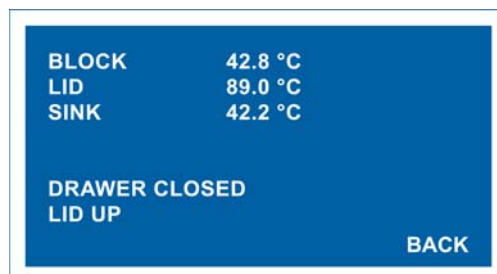 BLOCK 42.8 °C
LID 89.0 °C
SINK 42.2 °C
DRAWER CLOSED
LID UP
BACK